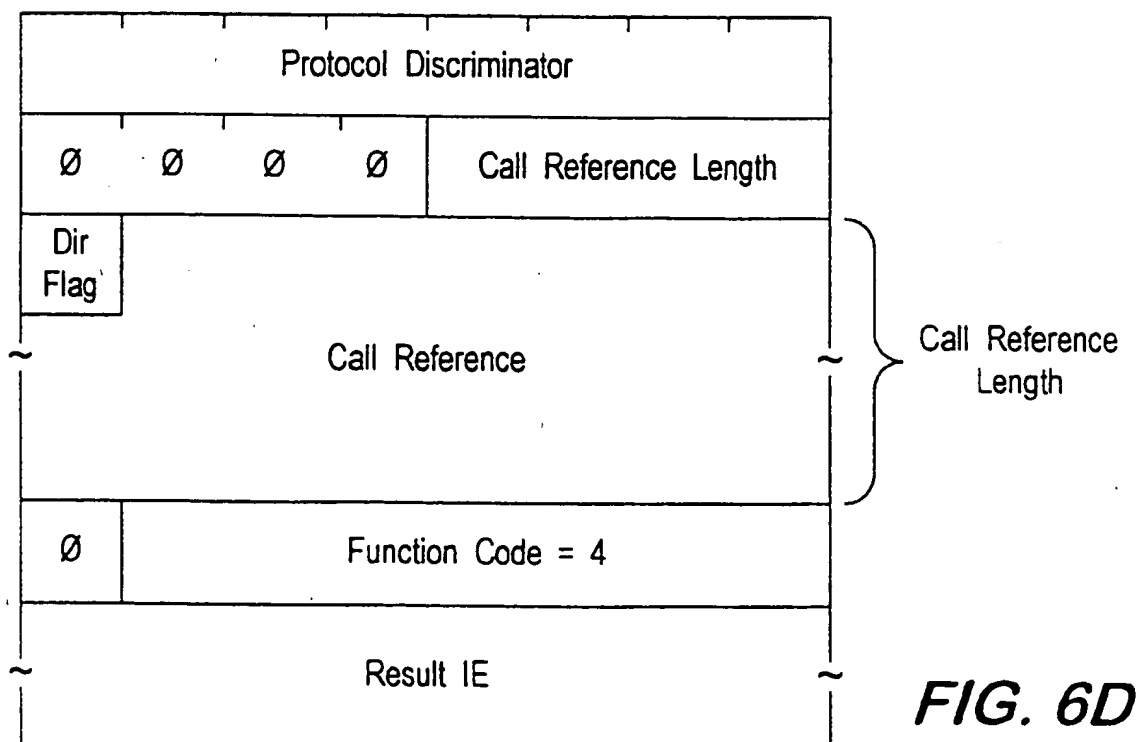 Protocol Discriminator
Ø Ø Ø Ø Call Reference Length
Dir
Flag
Call Reference
Call Reference
Length
Ø Function Code = 4
~ Result IE ~
FIG. 6D